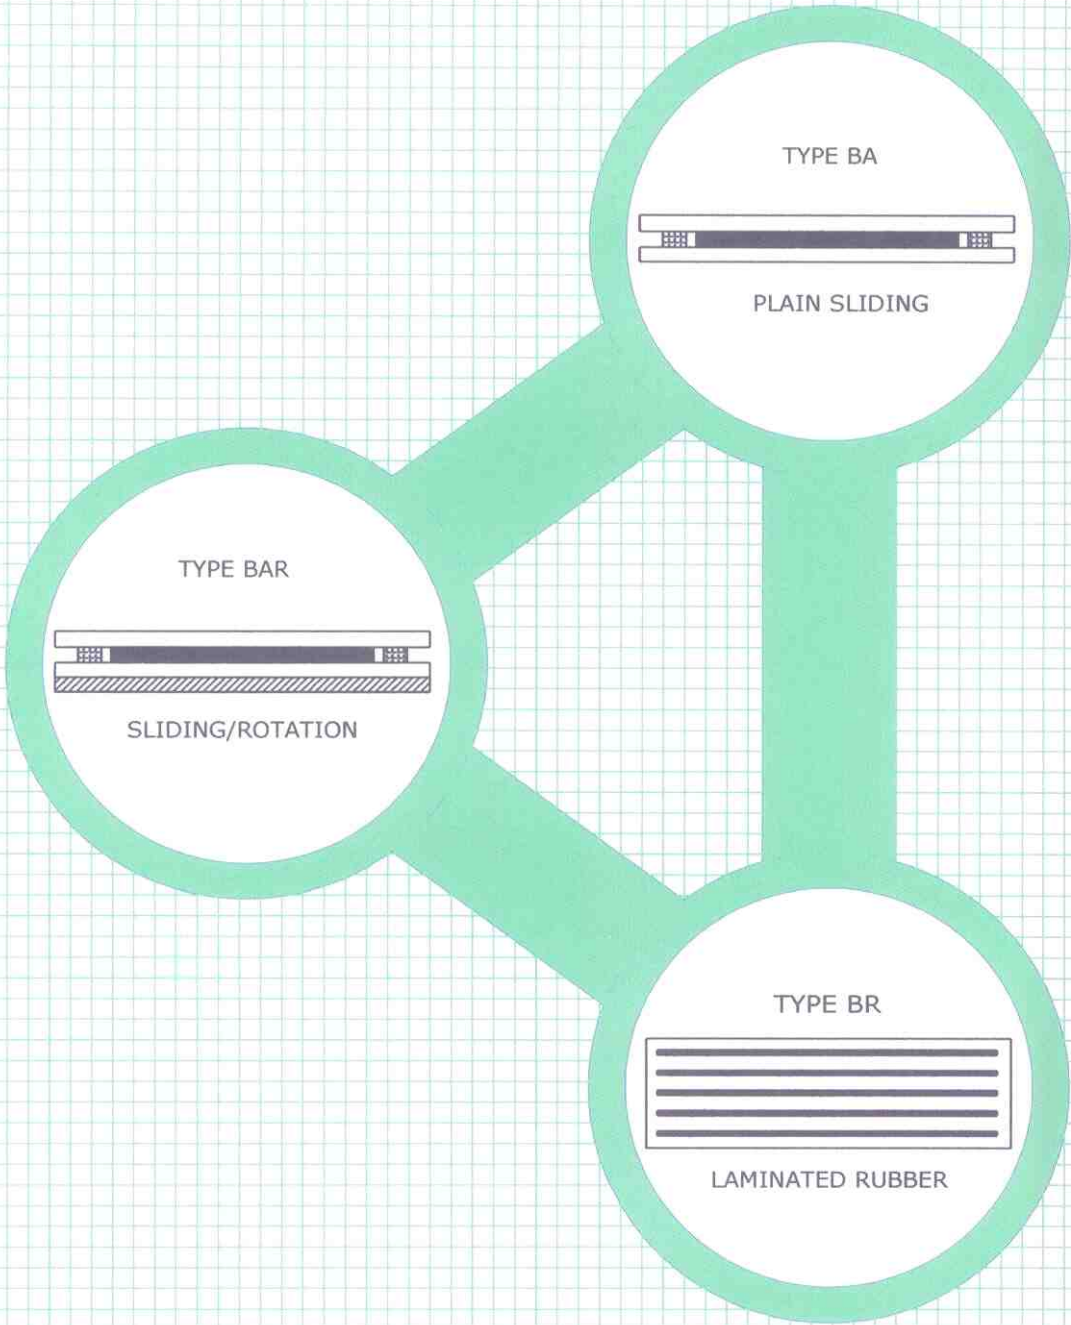 TYPE BA
PLAIN SLIDING
TYPE BAR
SLIDING/ROTATION
TYPE BR
LAMINATED RUBBER